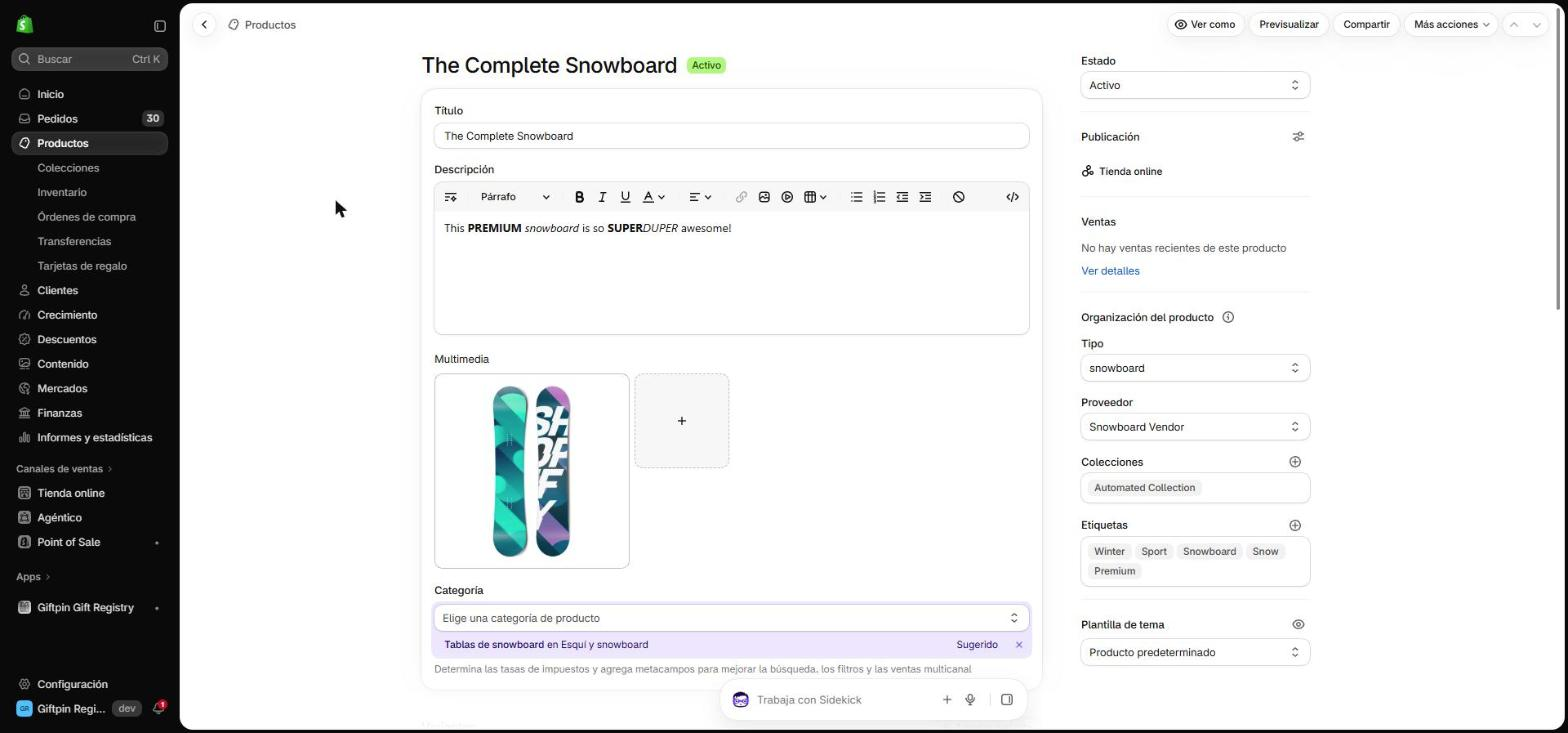 Buscar Ctrl K
Inicio
Pedidos 30
Productos
Colecciones
Inventario
Órdenes de compra
Transferencias
Tarjetas de regalo
Clientes
Crecimiento
Descuentos
Contenido
Mercados
Finanzas
Informes y estadísticas
Canales de ventas
Tienda online
Agéntico
Point of Sale
Apps
Giftpin Gift Registry
Configuración
GR Giftpin Regi... dev 1
Productos
Ver como Previsualizar Compartir Más acciones
The Complete Snowboard Activo
Título
The Complete Snowboard
Descripción
Párrafo B I U A
This PREMIUM snowboard is so SUPERDUPER awesome!
Multimedia
SH
OP
IF
Y
+
Categoría
Elige una categoría de producto
Tablas de snowboard en Esquí y snowboard Sugerido
Determina las tasas de impuestos y agrega metacampos para mejorar la búsqueda, los filtros y las ventas multicanal
Trabaja con Sidekick
Estado
Activo
Publicación
Tienda online
Ventas
No hay ventas recientes de este producto
Ver detalles
Organización del producto
Tipo
snowboard
Proveedor
Snowboard Vendor
Colecciones
Automated Collection
Etiquetas
Winter Sport Snowboard Snow
Premium
Plantilla de tema
Producto predeterminado